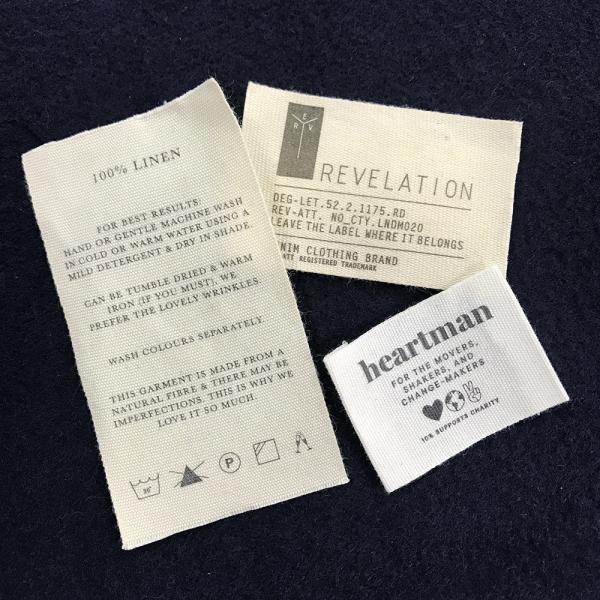 100% LINEN
FOR BEST RESULTS:
HAND OR GENTLE MACHINE WASH
IN COLD OR WARM WATER USING A
MILD DETERGENT & DRY IN SHADE.
CAN BE TUMBLE DRIED & WARM
IRON (IF YOU MUST). WE
PREFER THE LOVELY WRINKLES.
WASH COLOURS SEPARATELY.
THIS GARMENT IS MADE FROM A
NATURAL FIBRE & THERE MAY BE
IMPERFECTIONS. THIS IS WHY WE
LOVE IT SO MUCH
30°
P
R E V
REVELATION
DEG-LET.52.2.1175.RD
REV-ATT. NO_CTY.LNDM020
LEAVE THE LABEL WHERE IT BELONGS
NIM CLOTHING BRAND
ATT REGISTERED TRADEMARK
heartman
FOR THE MOVERS,
SHAKERS, AND
CHANGE-MAKERS
10% SUPPORTS CHARITY